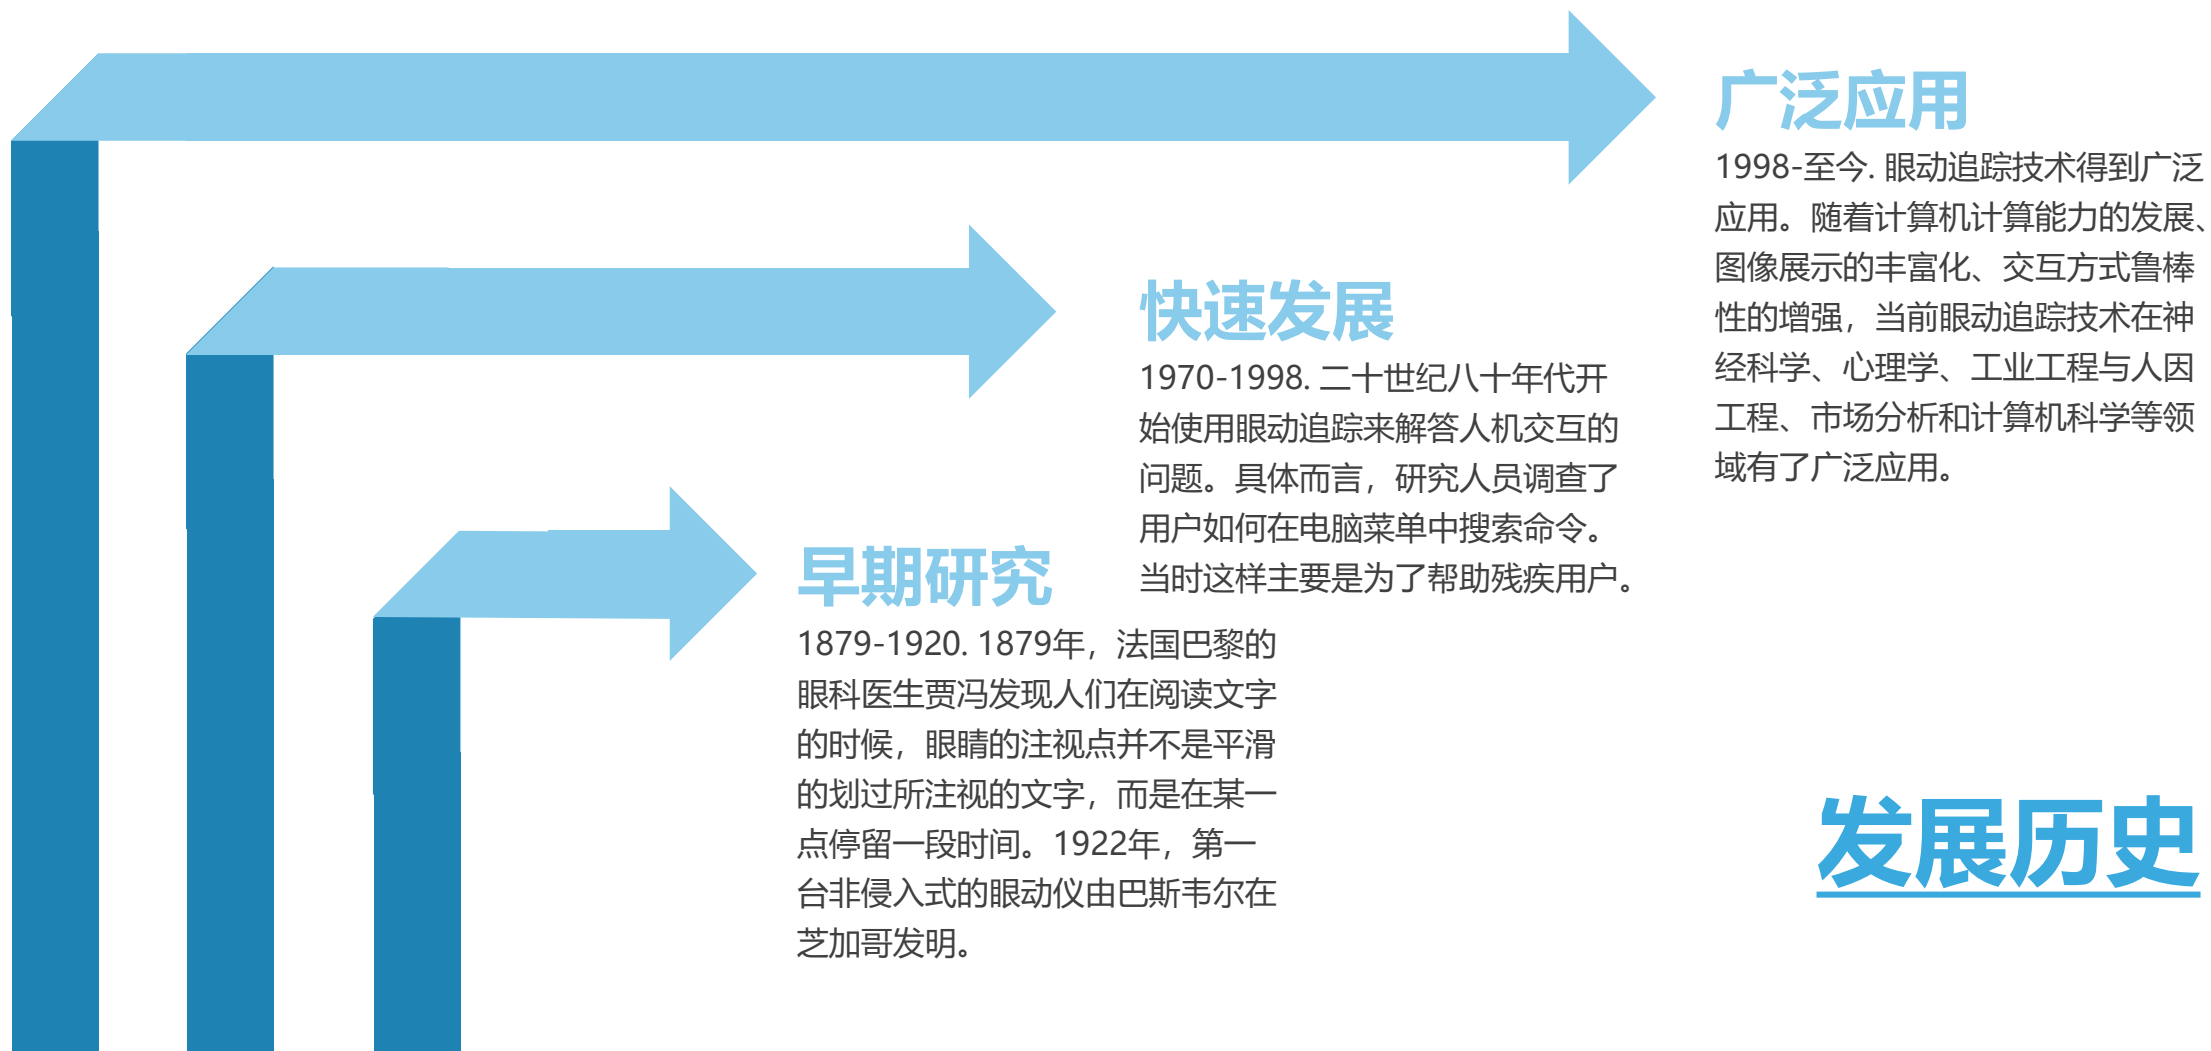 广泛应用
1998-至今. 眼动追踪技术得到广泛
应用。随着计算机计算能力的发展、
图像展示的丰富化、交互方式鲁棒
性的增强，当前眼动追踪技术在神
经科学、心理学、工业工程与人因
工程、市场分析和计算机科学等领
域有了广泛应用。
快速发展
1970-1998. 二十世纪八十年代开
始使用眼动追踪来解答人机交互的
问题。具体而言，研究人员调查了
用户如何在电脑菜单中搜索命令。
当时这样主要是为了帮助残疾用户。
早期研究
1879-1920. 1879年，法国巴黎的
眼科医生贾冯发现人们在阅读文字
的时候，眼睛的注视点并不是平滑
的划过所注视的文字，而是在某一
点停留一段时间。1922年，第一
台非侵入式的眼动仪由巴斯韦尔在
芝加哥发明。
发展历史